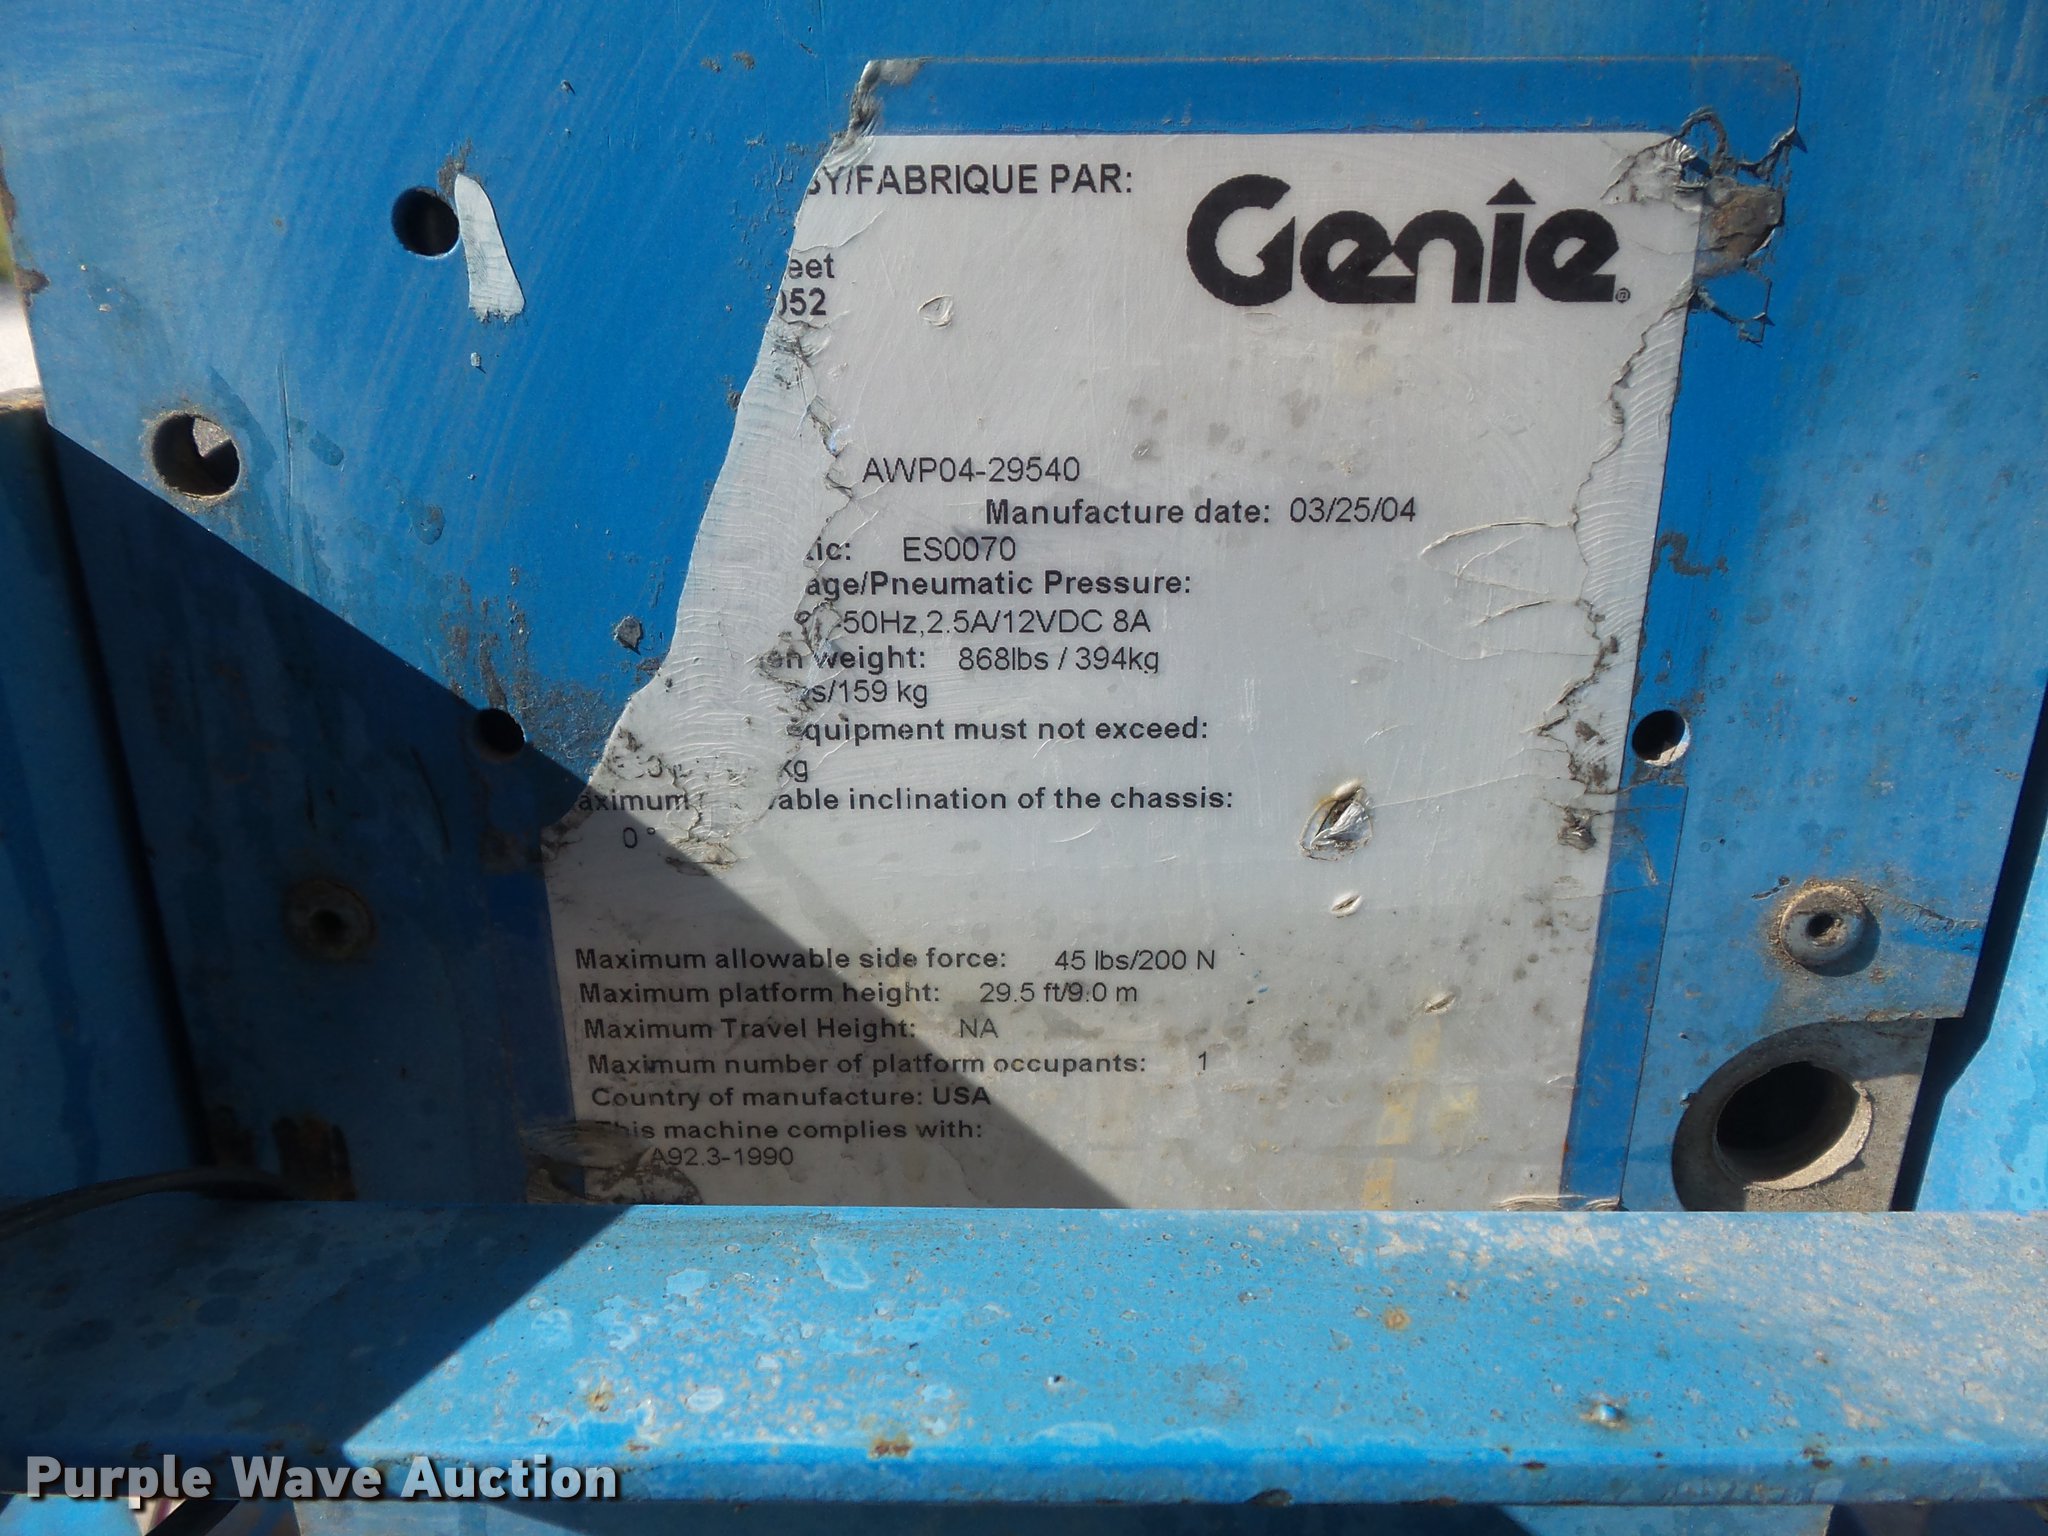 BY/FABRIQUE PAR:
Genie®
eet
052
AWP04-29540
Manufacture date: 03/25/04
tic: ES0070
age/Pneumatic Pressure:
-50Hz,2.5A/12VDC 8A
en weight: 868lbs / 394kg
s/159 kg
equipment must not exceed:
kg
aximum able inclination of the chassis:
0 °
Maximum allowable side force: 45 lbs/200 N
Maximum platform height: 29.5 ft/9.0 m
Maximum Travel Height: NA
Maximum number of platform occupants: 1
Country of manufacture: USA
This machine complies with:
A92.3-1990
Purple Wave Auction